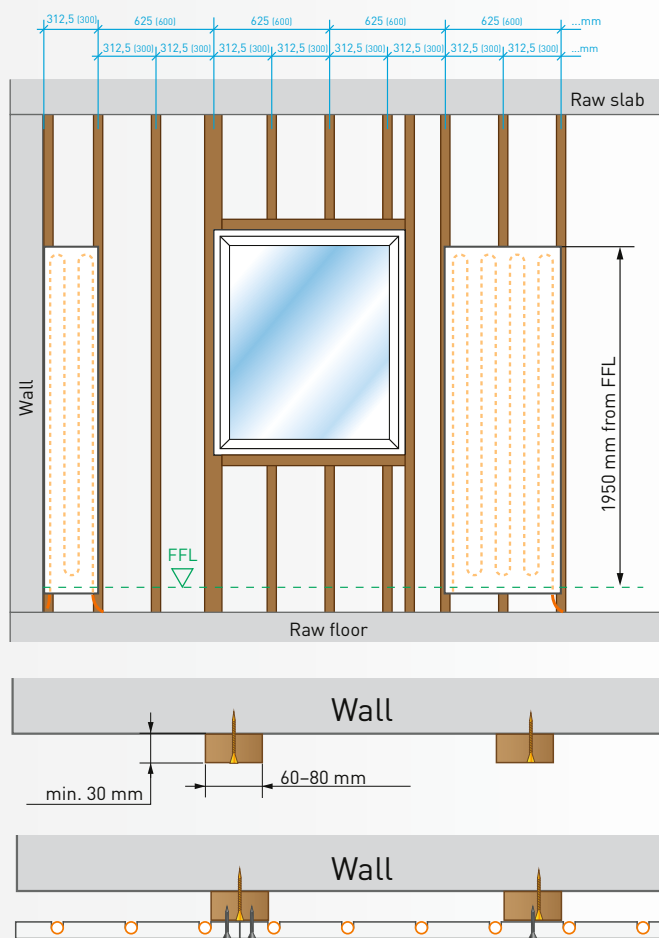 312,5 (300) 625 (600) 625 (600) 625 (600) 625 (600) ...mm
312,5 (300) 312,5 (300) 312,5 (300) 312,5 (300) 312,5 (300) 312,5 (300) 312,5 (300) 312,5 (300) ...mm
Raw slab
Wall
1950 mm from FFL
FFL
Raw floor
Wall
min. 30 mm
60–80 mm
Wall